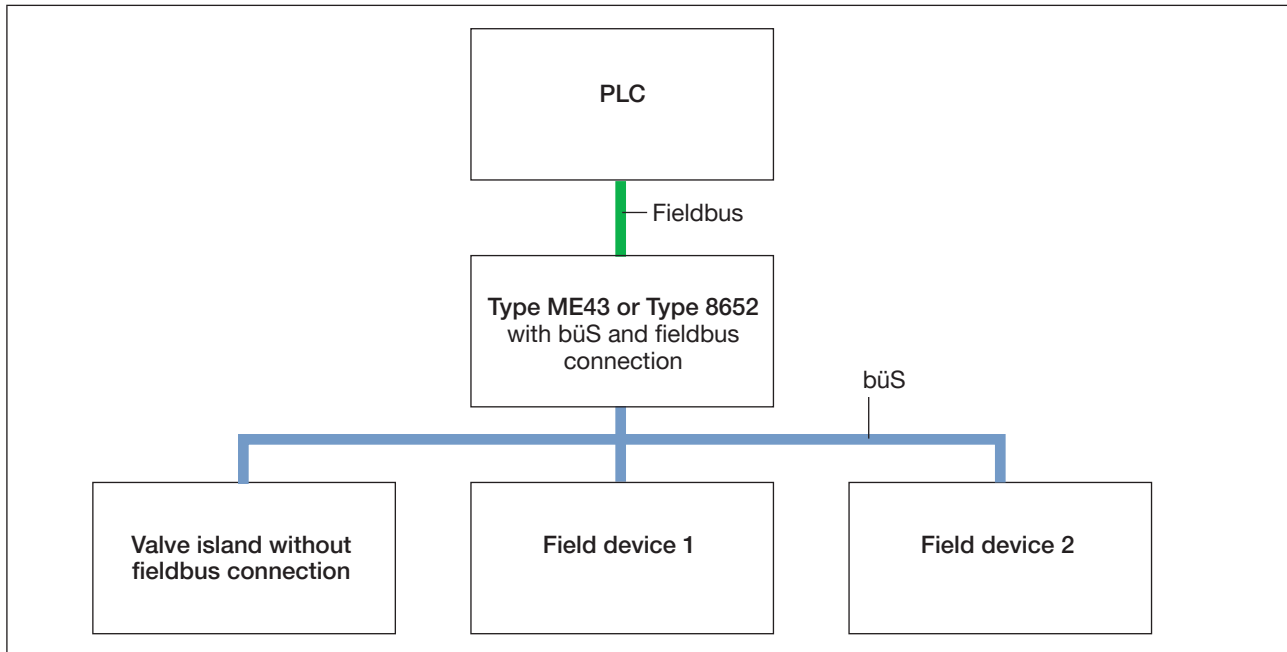 PLC
Fieldbus
Type ME43 or Type 8652
with büS and fieldbus
connection
büS
Valve island without
fieldbus connection
Field device 1
Field device 2